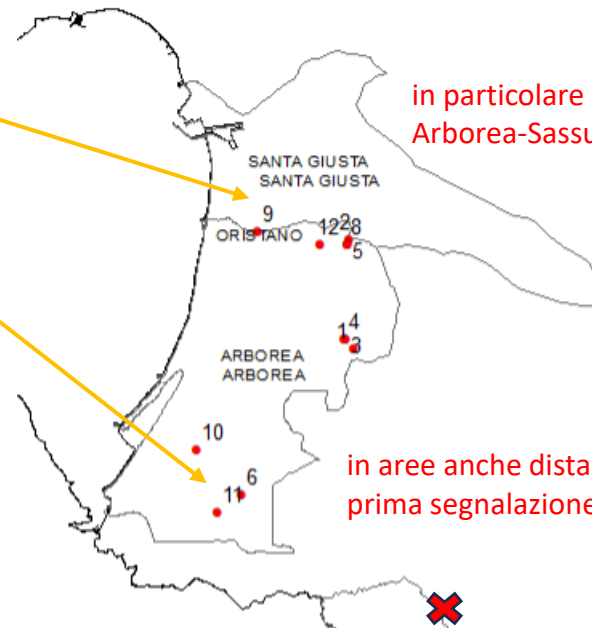 in particolare
Arborea-Sassu
SANTA GIUSTA
SANTA GIUSTA
9
ORISTANO
12
2
8
5
1
4
3
ARBOREA
ARBOREA
10
6
11
in aree anche dista
prima segnalazione